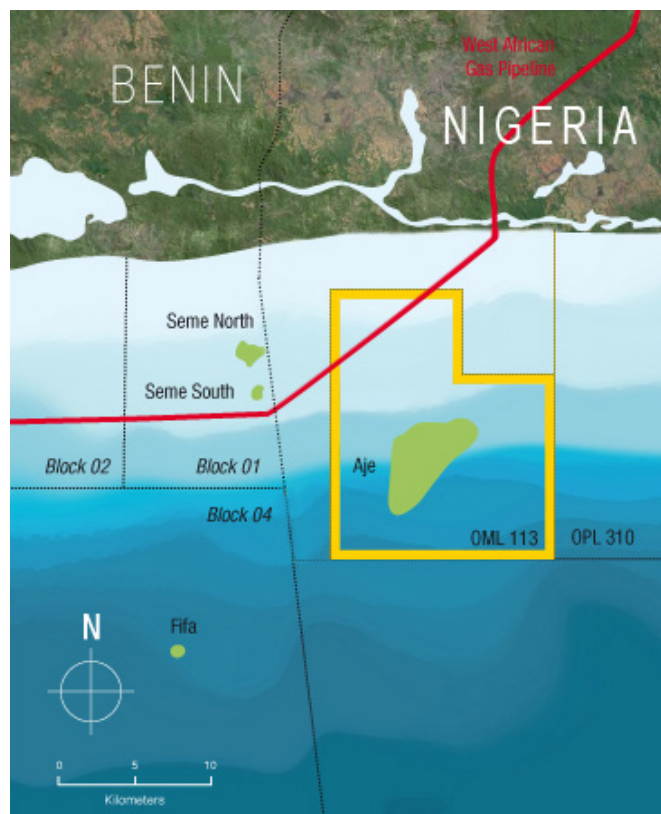 West African
Gas Pipeline
BENIN
NIGERIA
Seme North
Seme South
Block 02
Block 01
Aje
Block 04
OML 113
OPL 310
N
Fifa
0 5 10
Kilometers